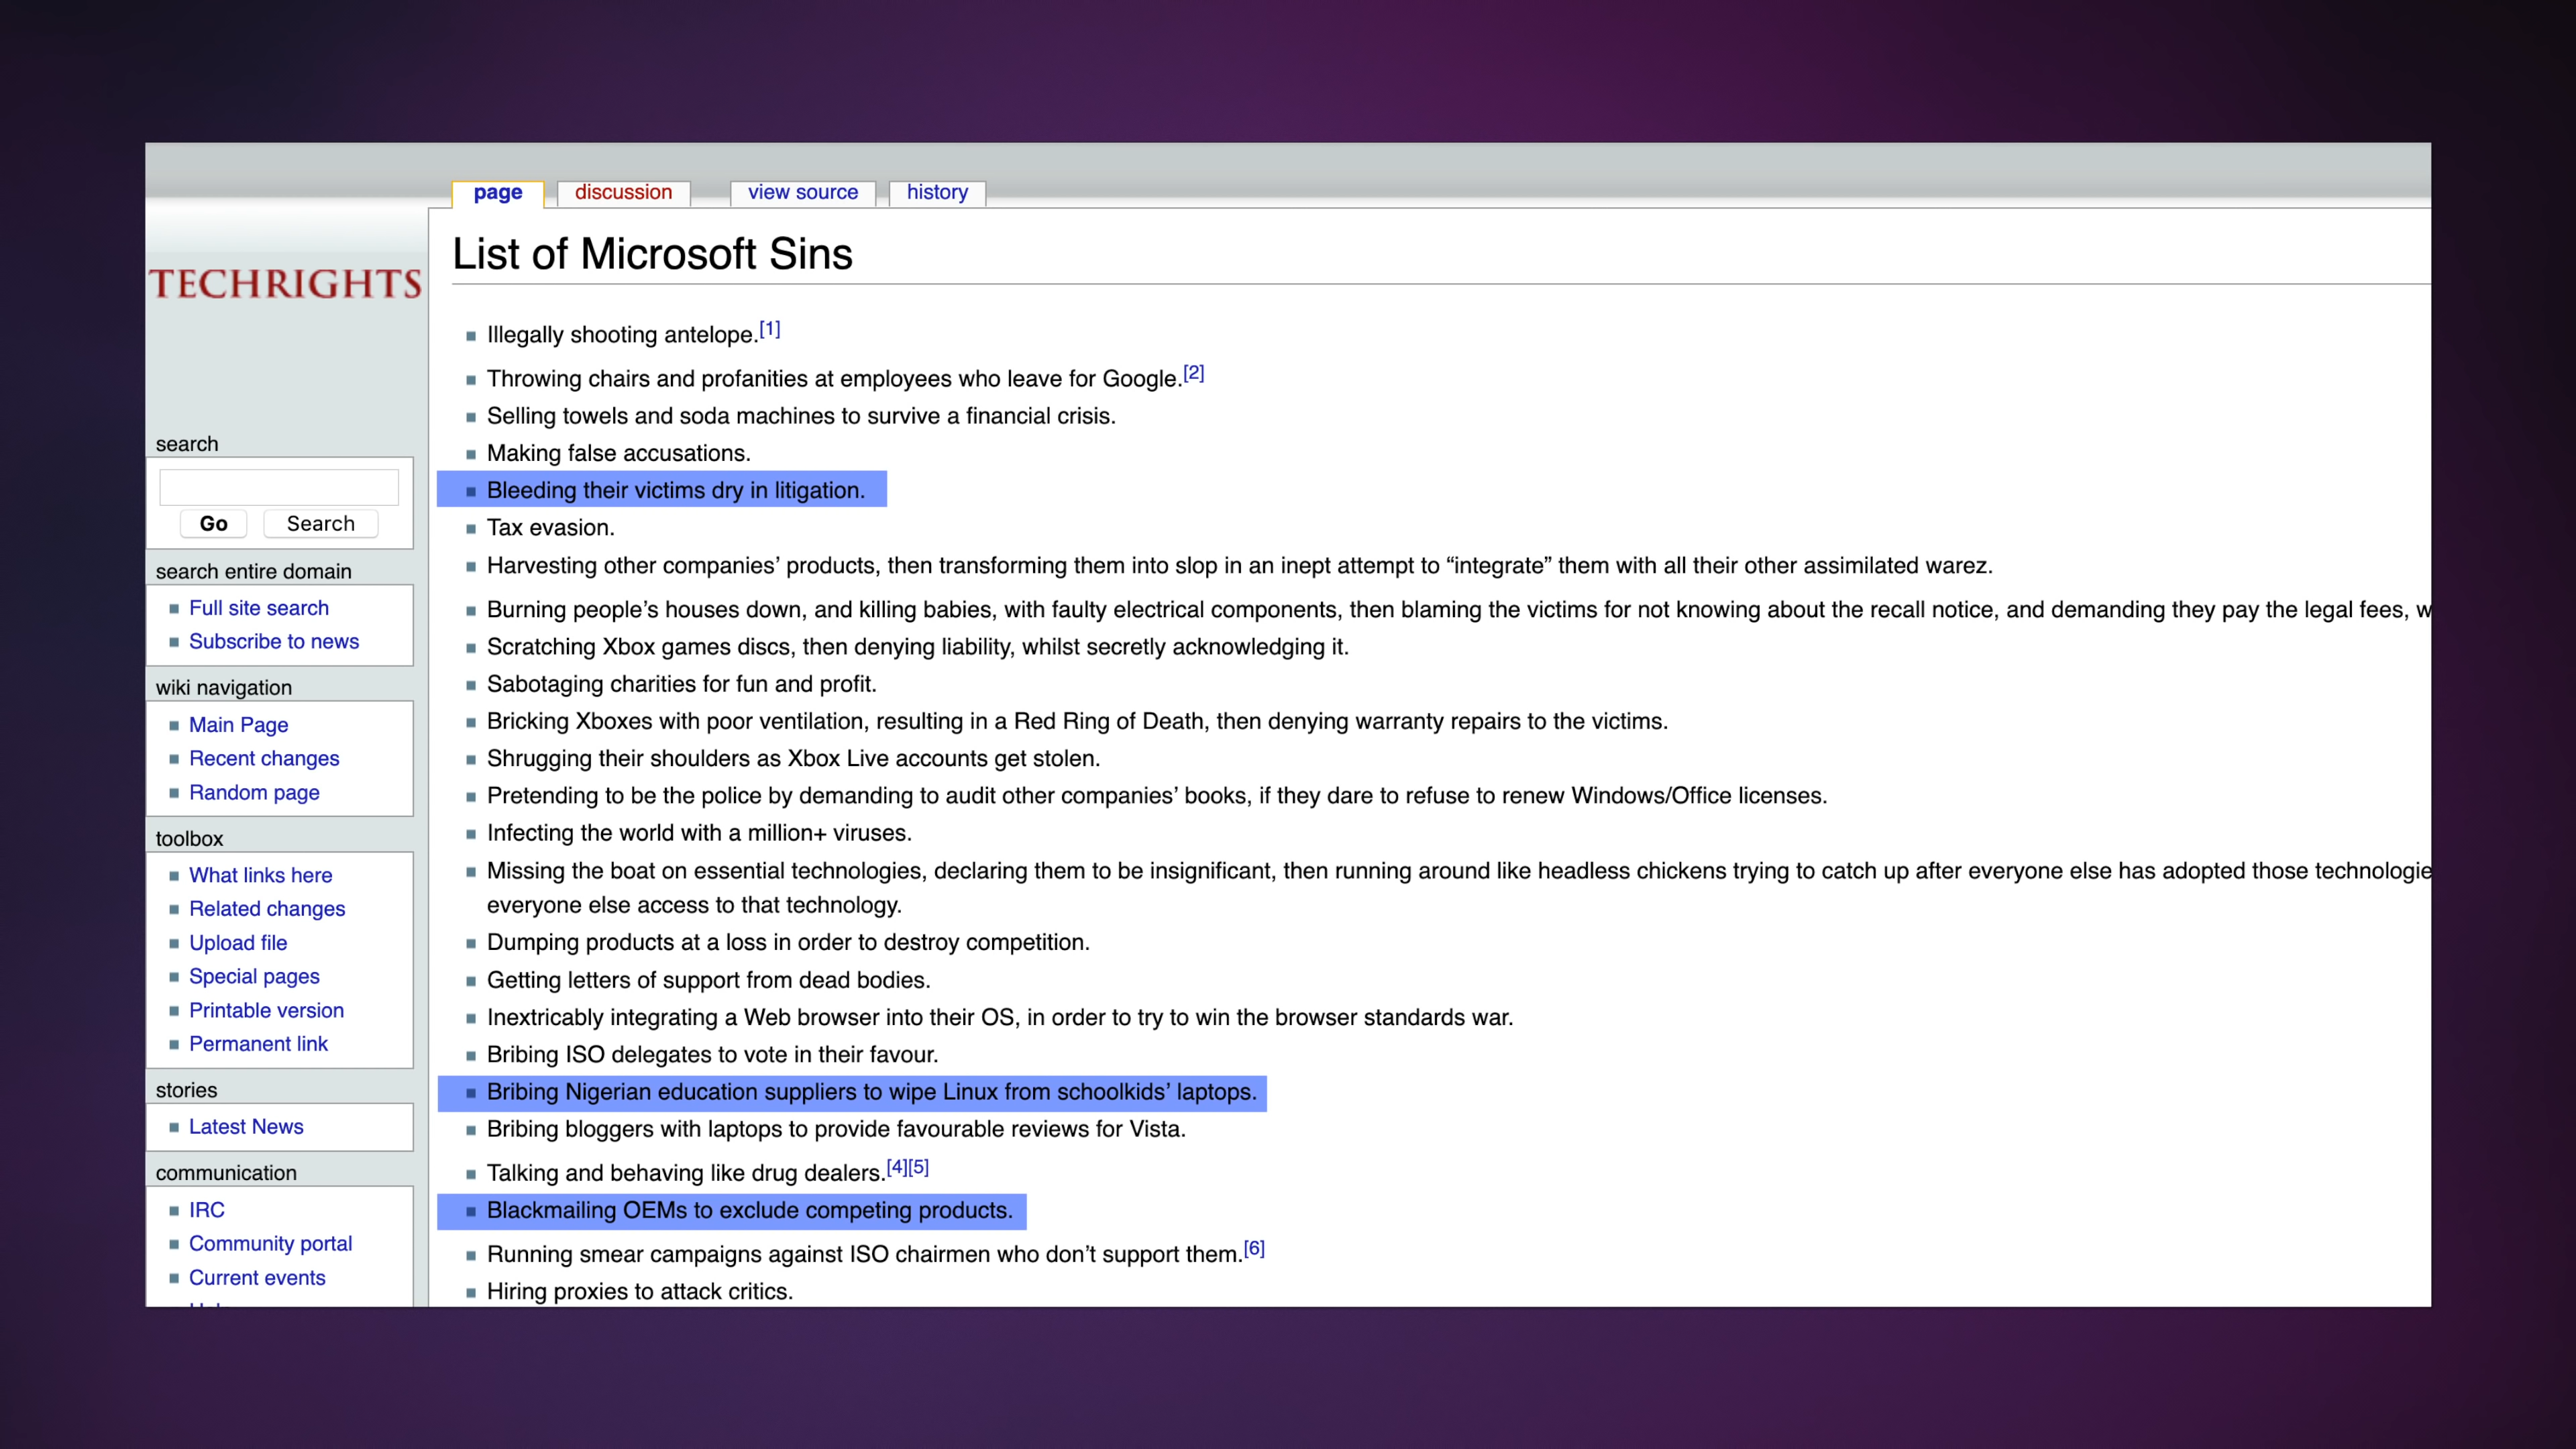 page
discussion
view source
history
List of Microsoft Sins
TECHRIGHTS
search
Go
Search
search entire domain
Full site search
Subscribe to news
wiki navigation
Main Page
Recent changes
Random page
toolbox
What links here
Related changes
Upload file
Special pages
Printable version
Permanent link
stories
Latest News
communication
IRC
Community portal
Current events
Illegally shooting antelope.[1]
Throwing chairs and profanities at employees who leave for Google.[2]
Selling towels and soda machines to survive a financial crisis.
Making false accusations.
Bleeding their victims dry in litigation.
Tax evasion.
Harvesting other companies’ products, then transforming them into slop in an inept attempt to “integrate” them with all their other assimilated warez.
Burning people’s houses down, and killing babies, with faulty electrical components, then blaming the victims for not knowing about the recall notice, and demanding they pay the legal fees,
Scratching Xbox games discs, then denying liability, whilst secretly acknowledging it.
Sabotaging charities for fun and profit.
Bricking Xboxes with poor ventilation, resulting in a Red Ring of Death, then denying warranty repairs to the victims.
Shrugging their shoulders as Xbox Live accounts get stolen.
Pretending to be the police by demanding to audit other companies’ books, if they dare to refuse to renew Windows/Office licenses.
Infecting the world with a million+ viruses.
Missing the boat on essential technologies, declaring them to be insignificant, then running around like headless chickens trying to catch up after everyone else has adopted those technologie
everyone else access to that technology.
Dumping products at a loss in order to destroy competition.
Getting letters of support from dead bodies.
Inextricably integrating a Web browser into their OS, in order to try to win the browser standards war.
Bribing ISO delegates to vote in their favour.
Bribing Nigerian education suppliers to wipe Linux from schoolkids’ laptops.
Bribing bloggers with laptops to provide favourable reviews for Vista.
Talking and behaving like drug dealers.[4][5]
Blackmailing OEMs to exclude competing products.
Running smear campaigns against ISO chairmen who don’t support them.[6]
Hiring proxies to attack critics.